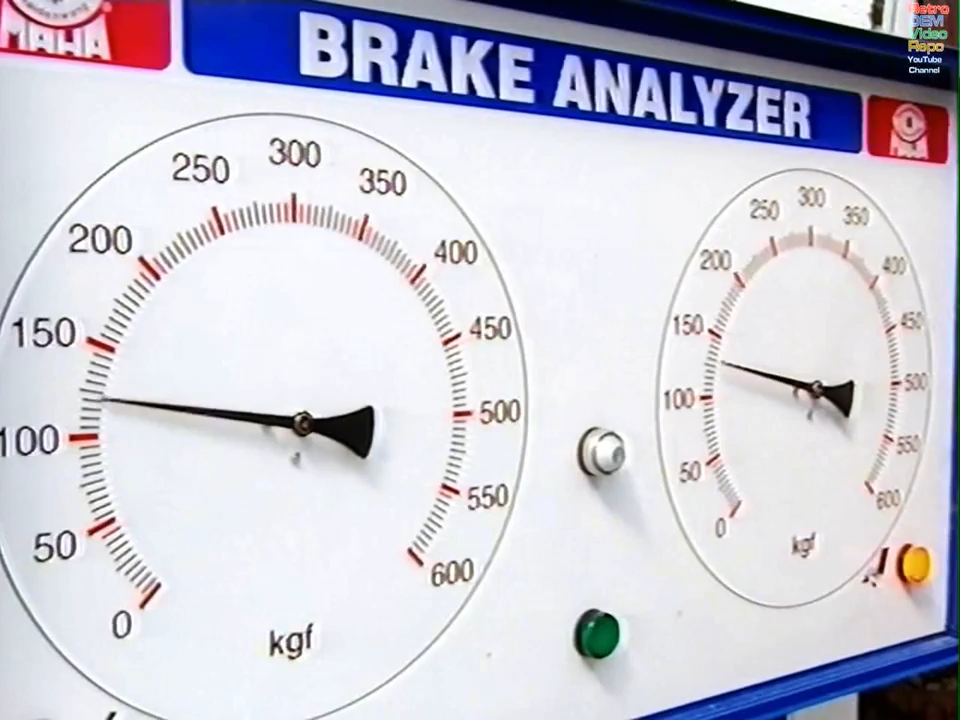 MAHA
BRAKE ANALYZER
MAHA
Retro
OEM
Video
Repo
YouTube
Channel
0
50
100
150
200
250
300
350
400
450
500
550
600
kgf
0
50
100
150
200
250
300
350
400
450
500
550
600
kgf